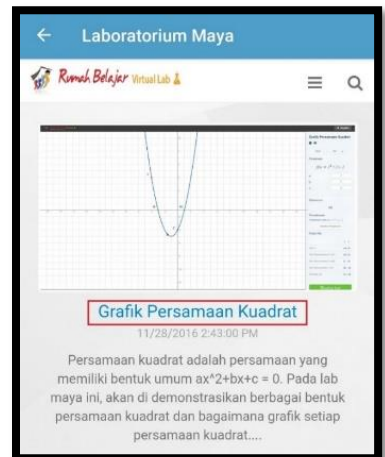 Laboratorium Maya
Rumah Belajar Virtual Lab
Grafik Persamaan Kuadrat
11/28/2016 2:43:00 PM
Persamaan kuadrat adalah persamaan yang
memiliki bentuk umum ax^2+bx+c = 0. Pada lab
maya ini, akan di demonstrasikan berbagai bentuk
persamaan kuadrat dan bagaimana grafik setiap
persamaan kuadrat....